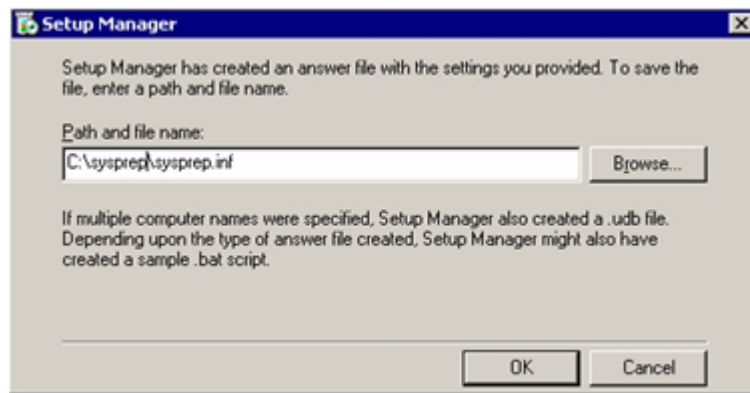 Setup Manager
Setup Manager has created an answer file with the settings you provided. To save the
file, enter a path and file name.
Path and file name:
C:\sysprep\sysprep.inf
Browse...
If multiple computer names were specified, Setup Manager also created a .udb file.
Depending upon the type of answer file created, Setup Manager might also have
created a sample .bat script.
OK
Cancel